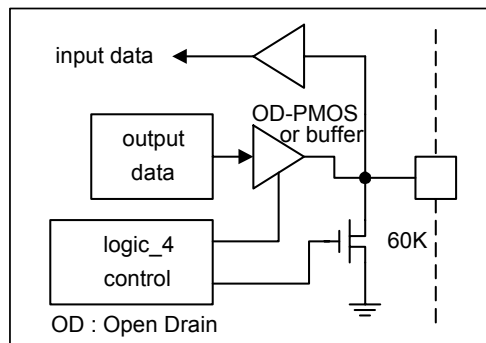 input data
OD-PMOS
or buffer
output
data
logic_4
control
60K
OD : Open Drain